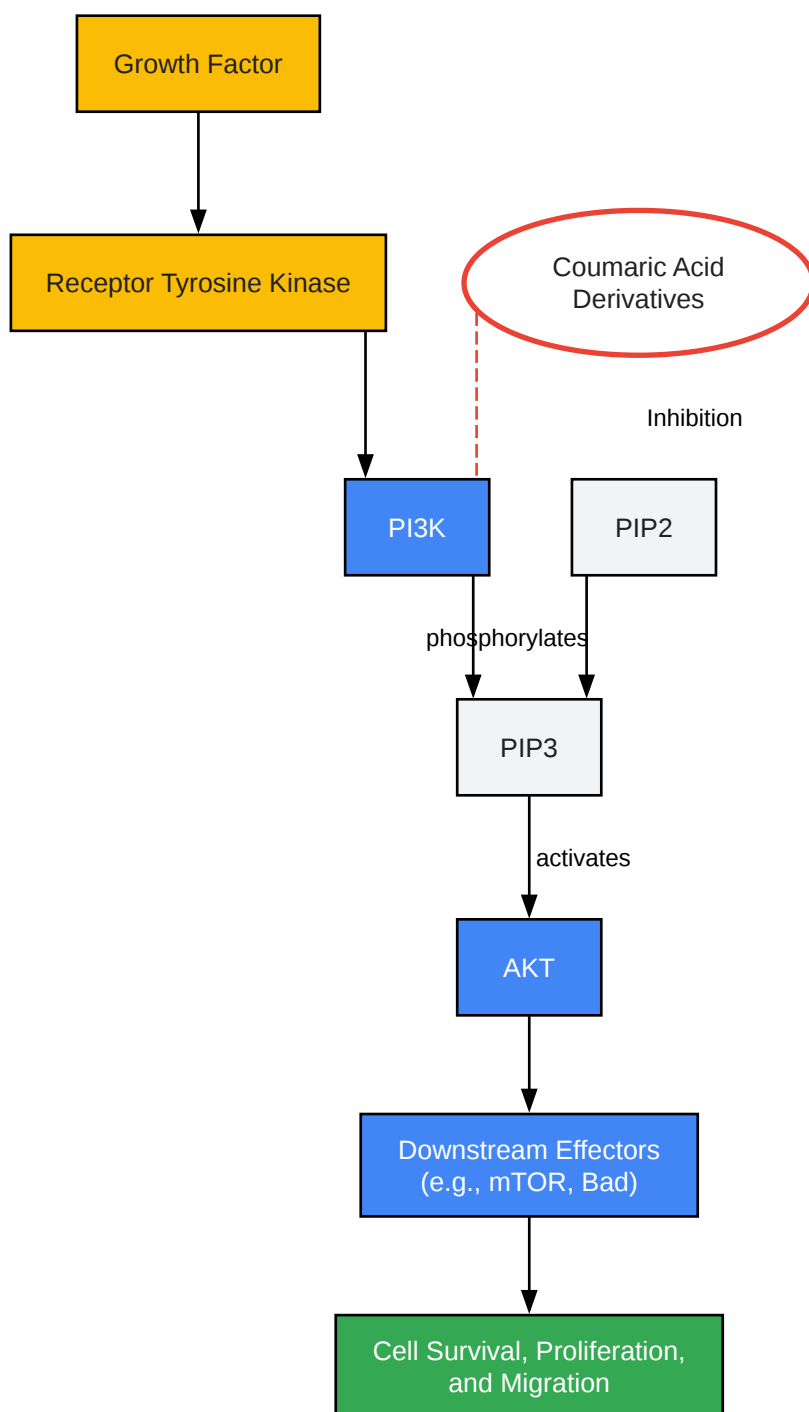 Growth Factor
Receptor Tyrosine Kinase
Coumaric Acid
Derivatives
Inhibition
PI3K
PIP2
phosphorylates
PIP3
activates
AKT
Downstream Effectors
(e.g., mTOR, Bad)
Cell Survival, Proliferation,
and Migration